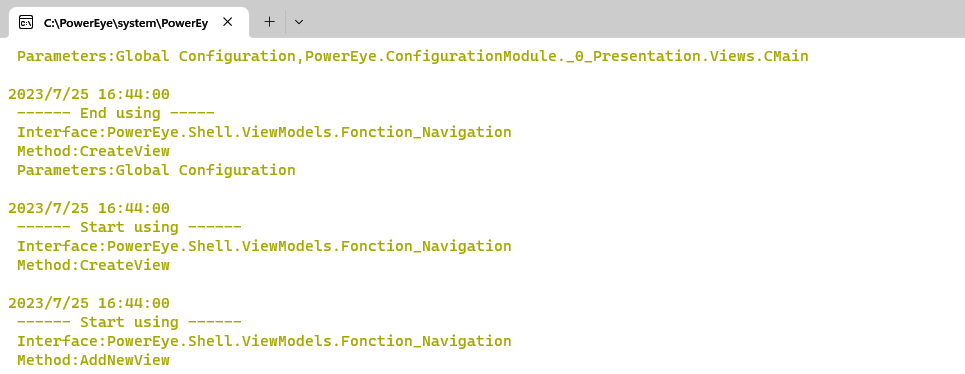 C:\PowerEye\system\PowerEy
Parameters:Global Configuration,PowerEye.ConfigurationModule._0_Presentation.Views.CMain
2023/7/25 16:44:00
------ End using -----
Interface:PowerEye.Shell.ViewModels.Fonction_Navigation
Method:CreateView
Parameters:Global Configuration
2023/7/25 16:44:00
------ Start using ------
Interface:PowerEye.Shell.ViewModels.Fonction_Navigation
Method:CreateView
2023/7/25 16:44:00
------ Start using ------
Interface:PowerEye.Shell.ViewModels.Fonction_Navigation
Method:AddNewView